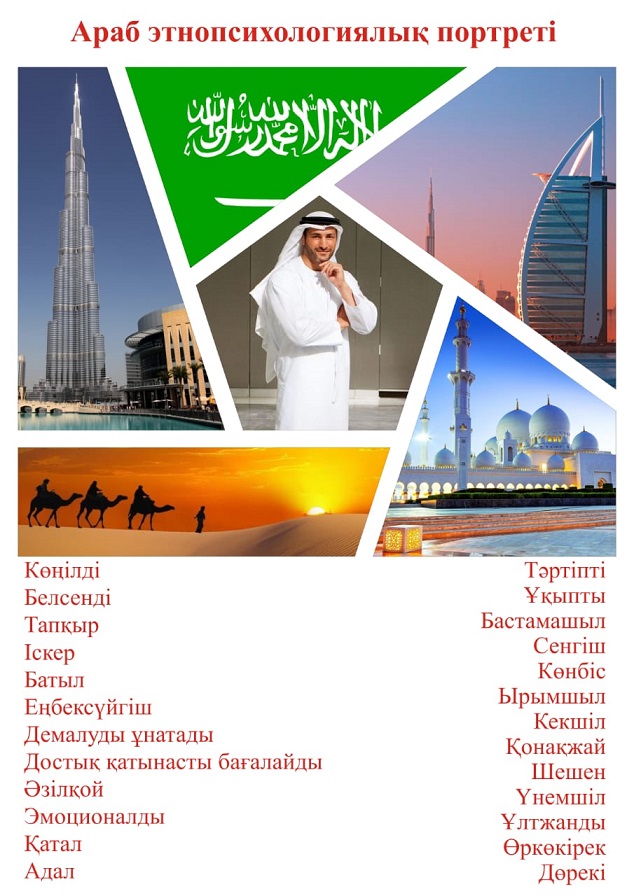 Араб этнопсихологиялық портреті
لا إله إلا الله محمد رسول الله
Көңілді
Белсенді
Тапқыр
Іскер
Батыл
Еңбексүйгіш
Демалуды ұнатады
Достық қатынасты бағалайды
Әзілқой
Эмоционалды
Қатал
Адал
Тәртіпті
Ұқыпты
Бастамашыл
Сенгіш
Көнбіс
Ырымшыл
Кекшіл
Қонақжай
Шешен
Үнемшіл
Ұлтжанды
Өркөкірек
Дөрекі